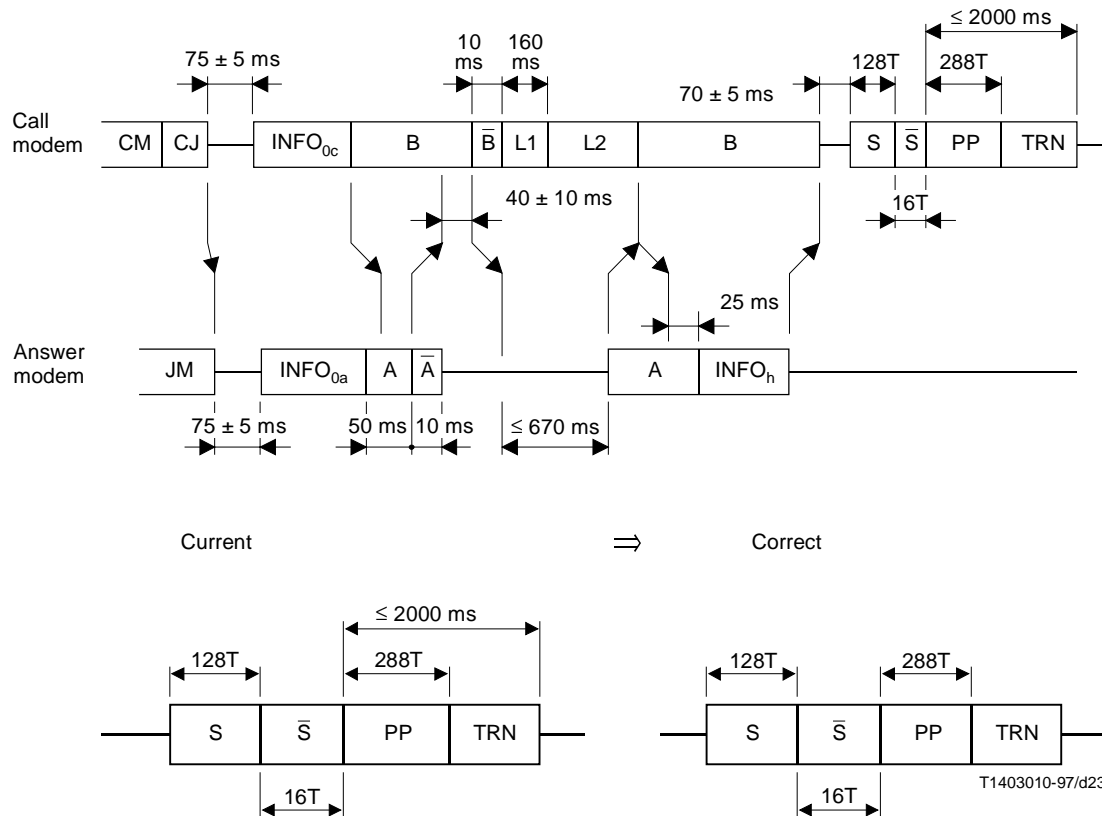 ≤ 2000 ms
10 ms
160 ms
75 ± 5 ms
128T
288T
70 ± 5 ms
Call modem
CM
CJ
INFO0c
B
B̅
L1
L2
B
S
S̅
PP
TRN
40 ± 10 ms
16T
25 ms
Answer modem
JM
INFO0a
A
A̅
A
INFOh
75 ± 5 ms
50 ms
10 ms
≤ 670 ms
Current
⇒
Correct
≤ 2000 ms
128T
288T
S
S̅
PP
TRN
16T
128T
288T
S
S̅
PP
TRN
16T
T1403010-97/d23